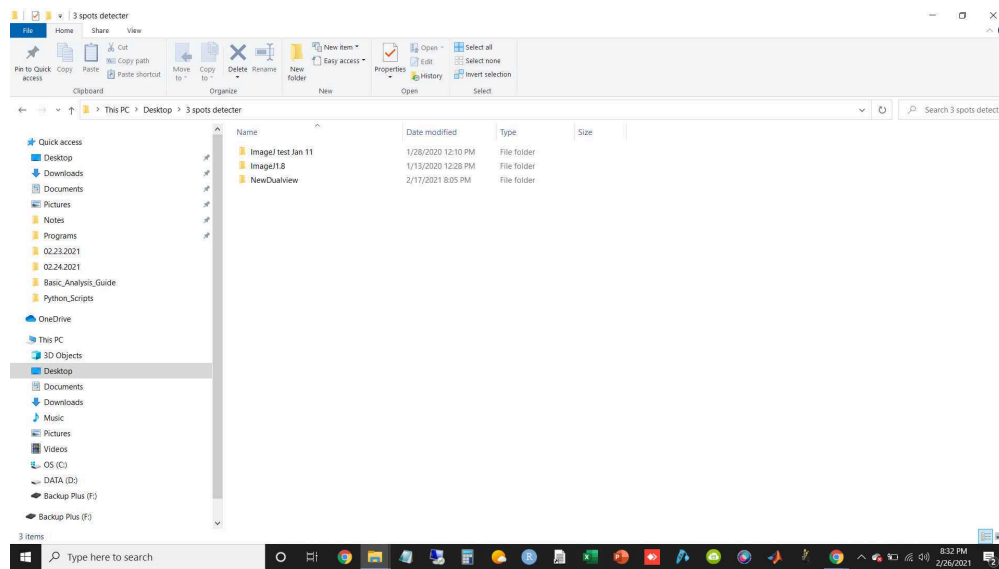 3 spots detecter
File Home Share View
Pin to Quick access
Copy
Paste
Cut
Copy path
Paste shortcut
Clipboard
Move to
Copy to
Delete
Rename
Organize
New folder
New item
Easy access
New
Properties
Open
Edit
History
Open
Select all
Select none
Invert selection
Select
This PC > Desktop > 3 spots detecter
Search 3 spots detect
Name Date modified Type Size
ImageJ test Jan 11 1/28/2020 12:10 PM File folder
ImageJ1.8 1/13/2020 12:28 PM File folder
NewDualview 2/17/2021 8:05 PM File folder
Quick access
Desktop
Downloads
Documents
Pictures
Notes
Programs
02.23.2021
02.24.2021
Basic_Analysis_Guide
Python_Scripts
OneDrive
This PC
3D Objects
Desktop
Documents
Downloads
Music
Pictures
Videos
OS (C:)
DATA (D:)
Backup Plus (F:)
Backup Plus (F:)
3 items
Type here to search
8:32 PM
2/26/2021